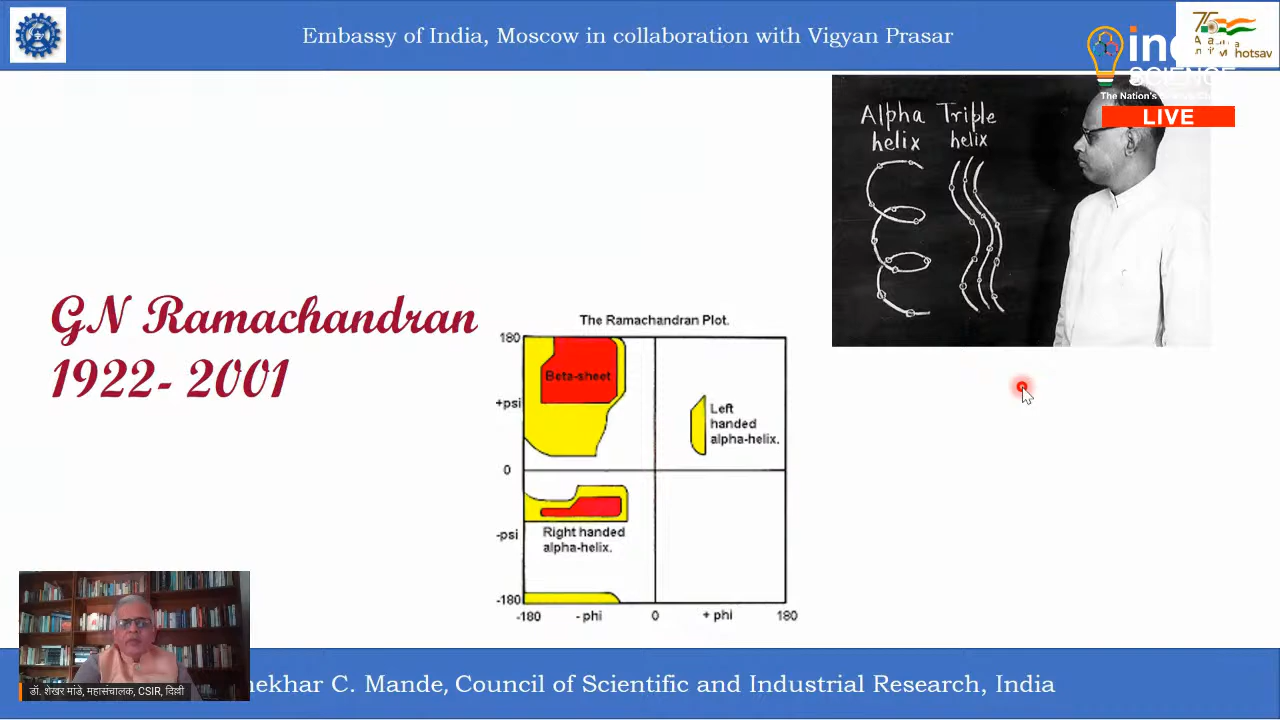 Embassy of India, Moscow in collaboration with Vigyan Prasar
SCIENCE
LIVE
Alpha Triple
helix helix
G.N Ramachandran
1922- 2001
The Ramachandran Plot.
180
Beta-sheet
+psi
Left
handed
alpha-helix.
0
-psi
Right handed
alpha-helix.
-180
-180 - phi 0 + phi 180
डॉ. शेखर मांडे, महासंचालक, CSIR, दिल्ली
C. Mande, Council of Scientific and Industrial Research, India